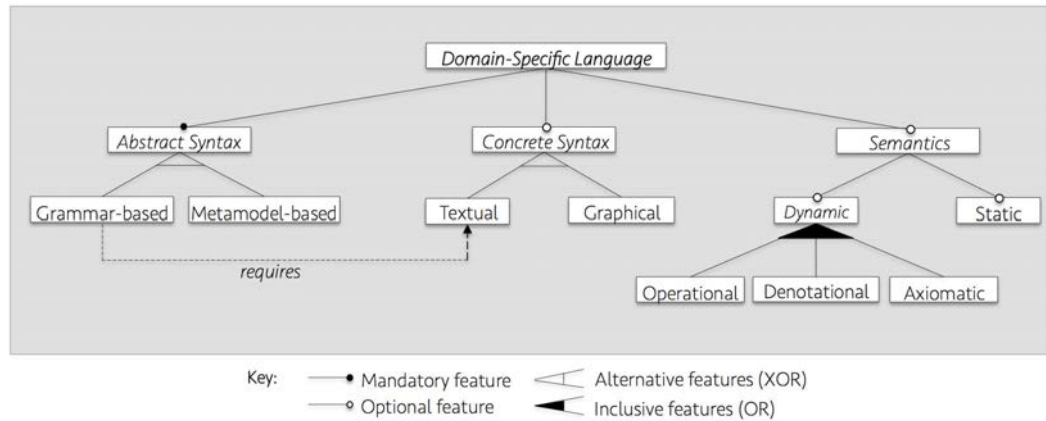 Domain-Specific Language
Abstract Syntax
Concrete Syntax
Semantics
Grammar-based
Metamodel-based
Textual
Graphical
Dynamic
Static
requires
Operational
Denotational
Axiomatic
Key:
Mandatory feature
Alternative features (XOR)
Optional feature
Inclusive features (OR)